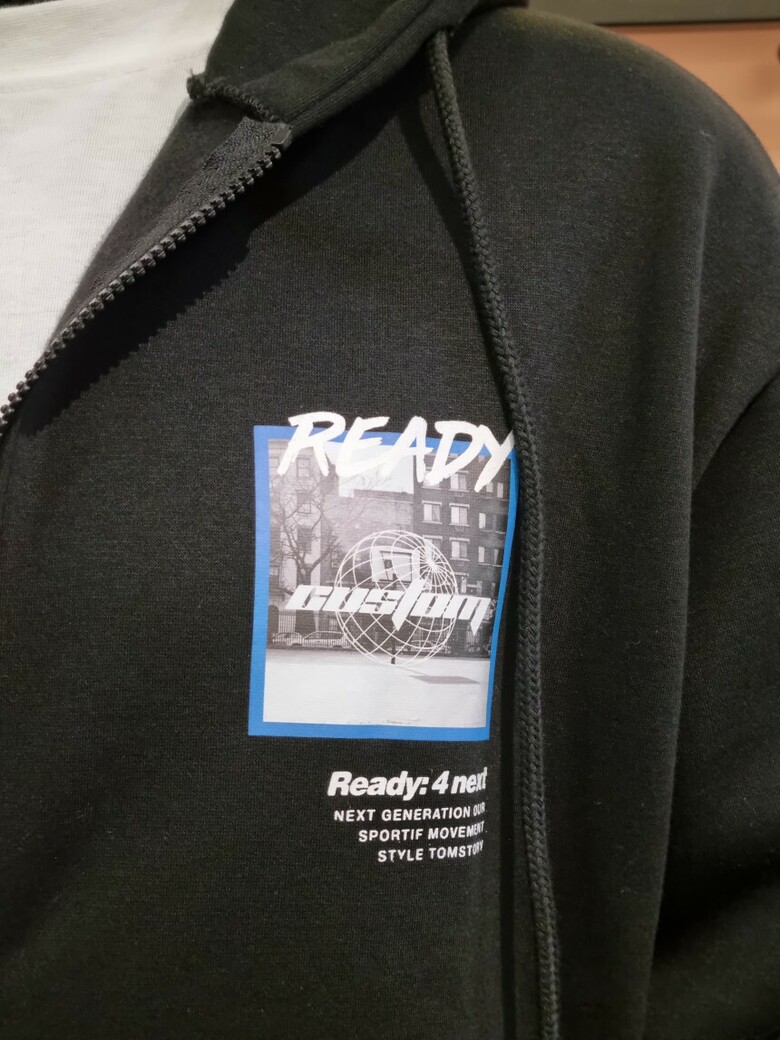 READY
custom
Ready: 4 next
NEXT GENERATION OUR
SPORTIF MOVEMENT
STYLE TOMSTORY